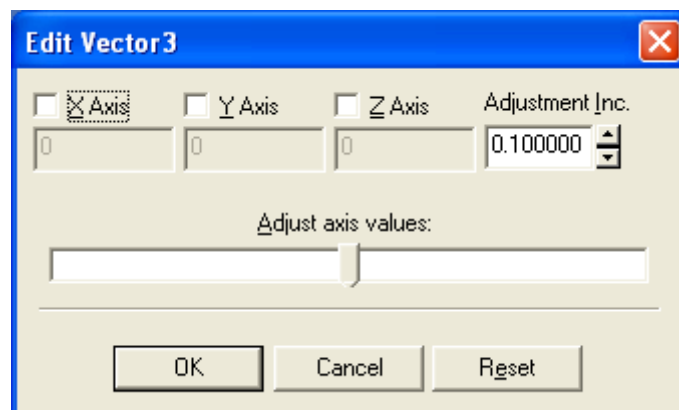 Edit Vector3
X Axis Y Axis Z Axis Adjustment Inc.
0 0 0 0.100000
Adjust axis values:
OK Cancel Reset